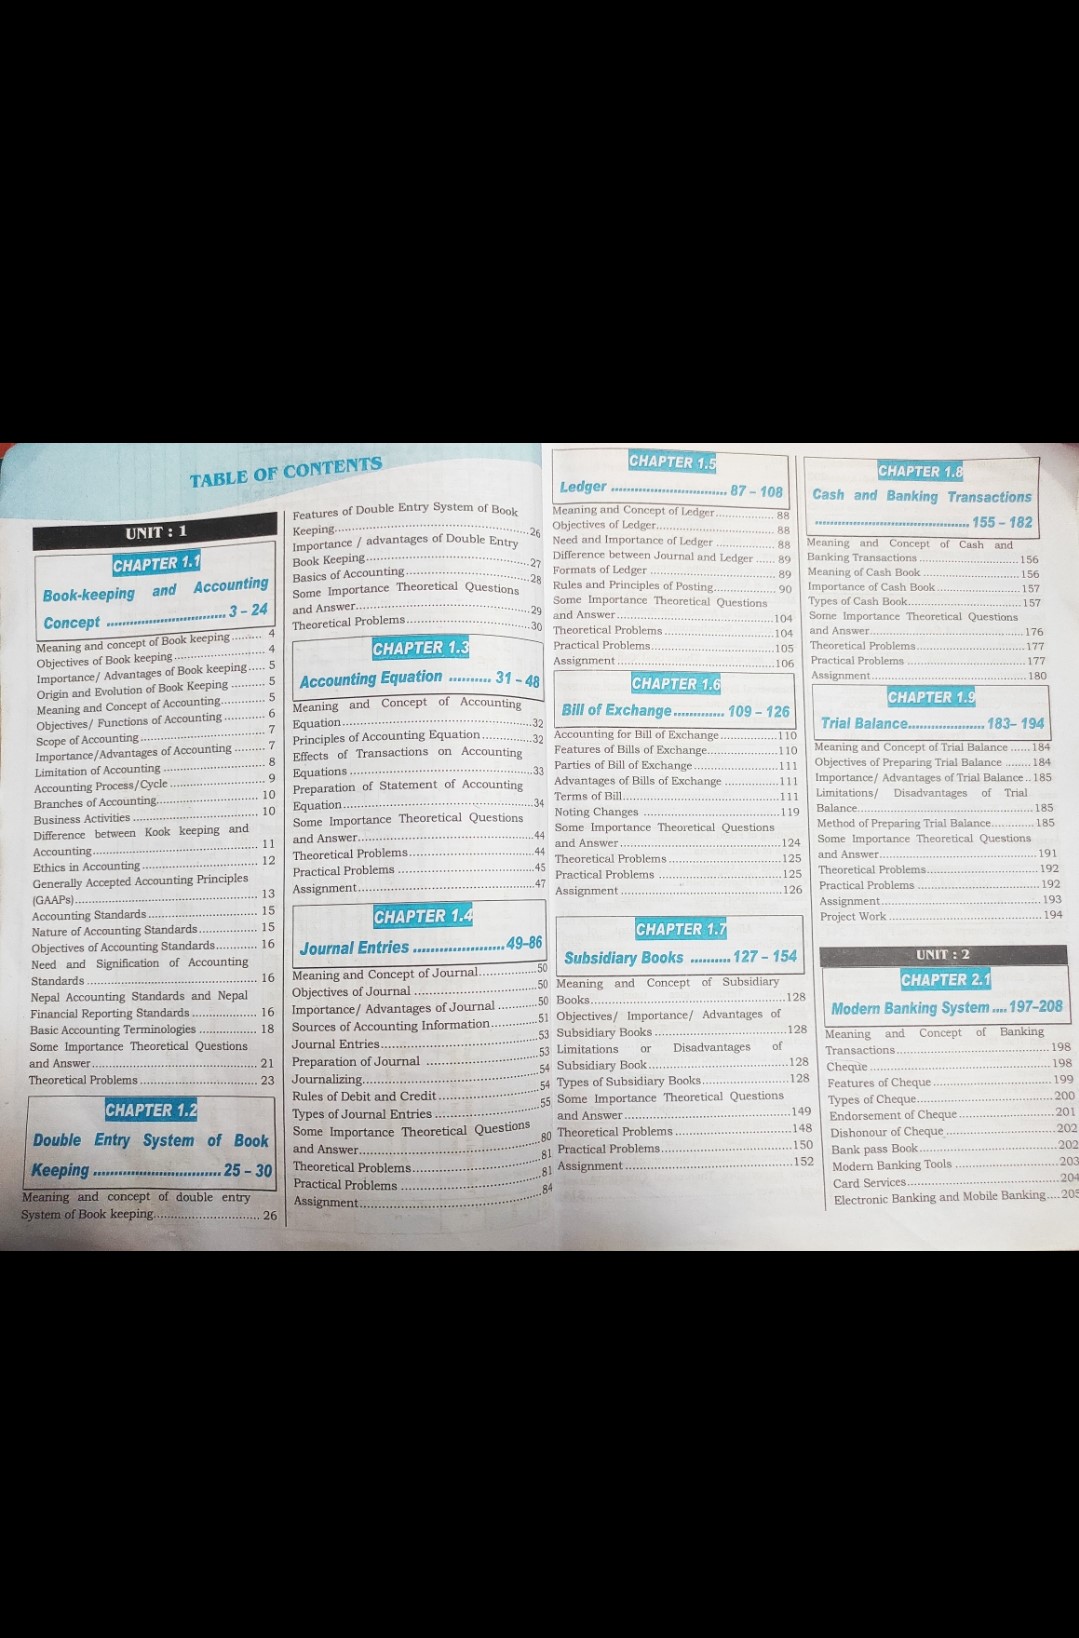 TABLE OF CONTENTS
UNIT : 1
CHAPTER 1.1
Book-keeping and Accounting
Concept .............................. 3 – 24
Meaning and concept of Book keeping ......... 4
Objectives of Book keeping ....................... 4
Importance/ Advantages of Book keeping ..... 5
Origin and Evolution of Book Keeping .......... 5
Meaning and Concept of Accounting............ 5
Objectives/ Functions of Accounting ............ 6
Scope of Accounting ................................. 7
Importance/Advantages of Accounting ......... 7
Limitation of Accounting ........................... 8
Accounting Process/Cycle .......................... 9
Branches of Accounting............................. 10
Business Activities ................................... 10
Difference between Kook keeping and
Accounting............................................. 11
Ethics in Accounting ................................ 12
Generally Accepted Accounting Principles
(GAAPs).................................................. 13
Accounting Standards .............................. 15
Nature of Accounting Standards................ 15
Objectives of Accounting Standards............ 16
Need and Signification of Accounting
Standards .............................................. 16
Nepal Accounting Standards and Nepal
Financial Reporting Standards .................. 16
Basic Accounting Terminologies ................ 18
Some Importance Theoretical Questions
and Answer............................................. 21
Theoretical Problems ................................ 23
CHAPTER 1.2
Double Entry System of Book
Keeping ................................ 25 – 30
Meaning and concept of double entry
System of Book keeping............................ 26
Features of Double Entry System of Book
Keeping.................................................. 26
Importance / advantages of Double Entry
Book Keeping.......................................... 27
Basics of Accounting................................ 28
Some Importance Theoretical Questions
and Answer............................................. 29
Theoretical Problems ................................ 30
CHAPTER 1.3
Accounting Equation .......... 31 – 48
Meaning and Concept of Accounting
Equation................................................ 32
Principles of Accounting Equation............. 32
Effects of Transactions on Accounting
Equations .............................................. 33
Preparation of Statement of Accounting
Equation................................................ 34
Some Importance Theoretical Questions
and Answer............................................. 44
Theoretical Problems................................ 44
Practical Problems .................................. 45
Assignment............................................. 47
CHAPTER 1.4
Journal Entries ...................... 49-86
Meaning and Concept of Journal............... 50
Objectives of Journal ............................... 50
Importance/ Advantages of Journal .......... 50
Sources of Accounting Information............ 51
Journal Entries....................................... 53
Preparation of Journal ............................ 53
Journalizing............................................ 54
Rules of Debit and Credit......................... 54
Types of Journal Entries .......................... 55
Some Importance Theoretical Questions
and Answer............................................. 80
Theoretical Problems................................ 81
Practical Problems .................................. 81
Assignment............................................. 84
CHAPTER 1.5
Ledger ............................. 87 – 108
Meaning and Concept of Ledger................ 88
Objectives of Ledger................................. 88
Need and Importance of Ledger ................ 88
Difference between Journal and Ledger ..... 89
Formats of Ledger ................................... 89
Rules and Principles of Posting................. 90
Some Importance Theoretical Questions
and Answer............................................ 104
Theoretical Problems ............................... 104
Practical Problems.................................. 105
Assignment ........................................... 106
CHAPTER 1.6
Bill of Exchange............. 109 – 126
Accounting for Bill of Exchange................ 110
Features of Bills of Exchange.................... 110
Parties of Bill of Exchange....................... 111
Advantages of Bills of Exchange ............... 111
Terms of Bill........................................... 111
Noting Changes ...................................... 119
Some Importance Theoretical Questions
and Answer............................................ 124
Theoretical Problems ............................... 125
Practical Problems .................................. 125
Assignment ........................................... 126
CHAPTER 1.7
Subsidiary Books .......... 127 – 154
Meaning and Concept of Subsidiary
Books.................................................... 128
Objectives/ Importance/ Advantages of
Subsidiary Books ................................... 128
Limitations or Disadvantages of
Subsidiary Book..................................... 128
Types of Subsidiary Books....................... 128
Some Importance Theoretical Questions
and Answer............................................ 149
Theoretical Problems ............................... 148
Practical Problems.................................. 150
Assignment ........................................... 152
CHAPTER 1.8
Cash and Banking Transactions
....................................... 155 – 182
Meaning and Concept of Cash and
Banking Transactions ............................. 156
Meaning of Cash Book ............................ 156
Importance of Cash Book ........................ 157
Types of Cash Book................................. 157
Some Importance Theoretical Questions
and Answer............................................ 176
Theoretical Problems............................... 177
Practical Problems ................................. 177
Assignment............................................ 180
CHAPTER 1.9
Trial Balance.................... 183– 194
Meaning and Concept of Trial Balance ...... 184
Objectives of Preparing Trial Balance ....... 184
Importance/ Advantages of Trial Balance .. 185
Limitations/ Disadvantages of Trial
Balance................................................. 185
Method of Preparing Trial Balance............ 185
Some Importance Theoretical Questions
and Answer............................................ 191
Theoretical Problems............................... 192
Practical Problems ................................. 192
Assignment............................................ 193
Project Work .......................................... 194
UNIT : 2
CHAPTER 2.1
Modern Banking System .... 197–208
Meaning and Concept of Banking
Transactions.......................................... 198
Cheque .................................................. 198
Features of Cheque................................. 199
Types of Cheque..................................... 200
Endorsement of Cheque .......................... 201
Dishonour of Cheque .............................. 202
Bank pass Book...................................... 202
Modern Banking Tools ............................ 203
Card Services......................................... 204
Electronic Banking and Mobile Banking.... 205